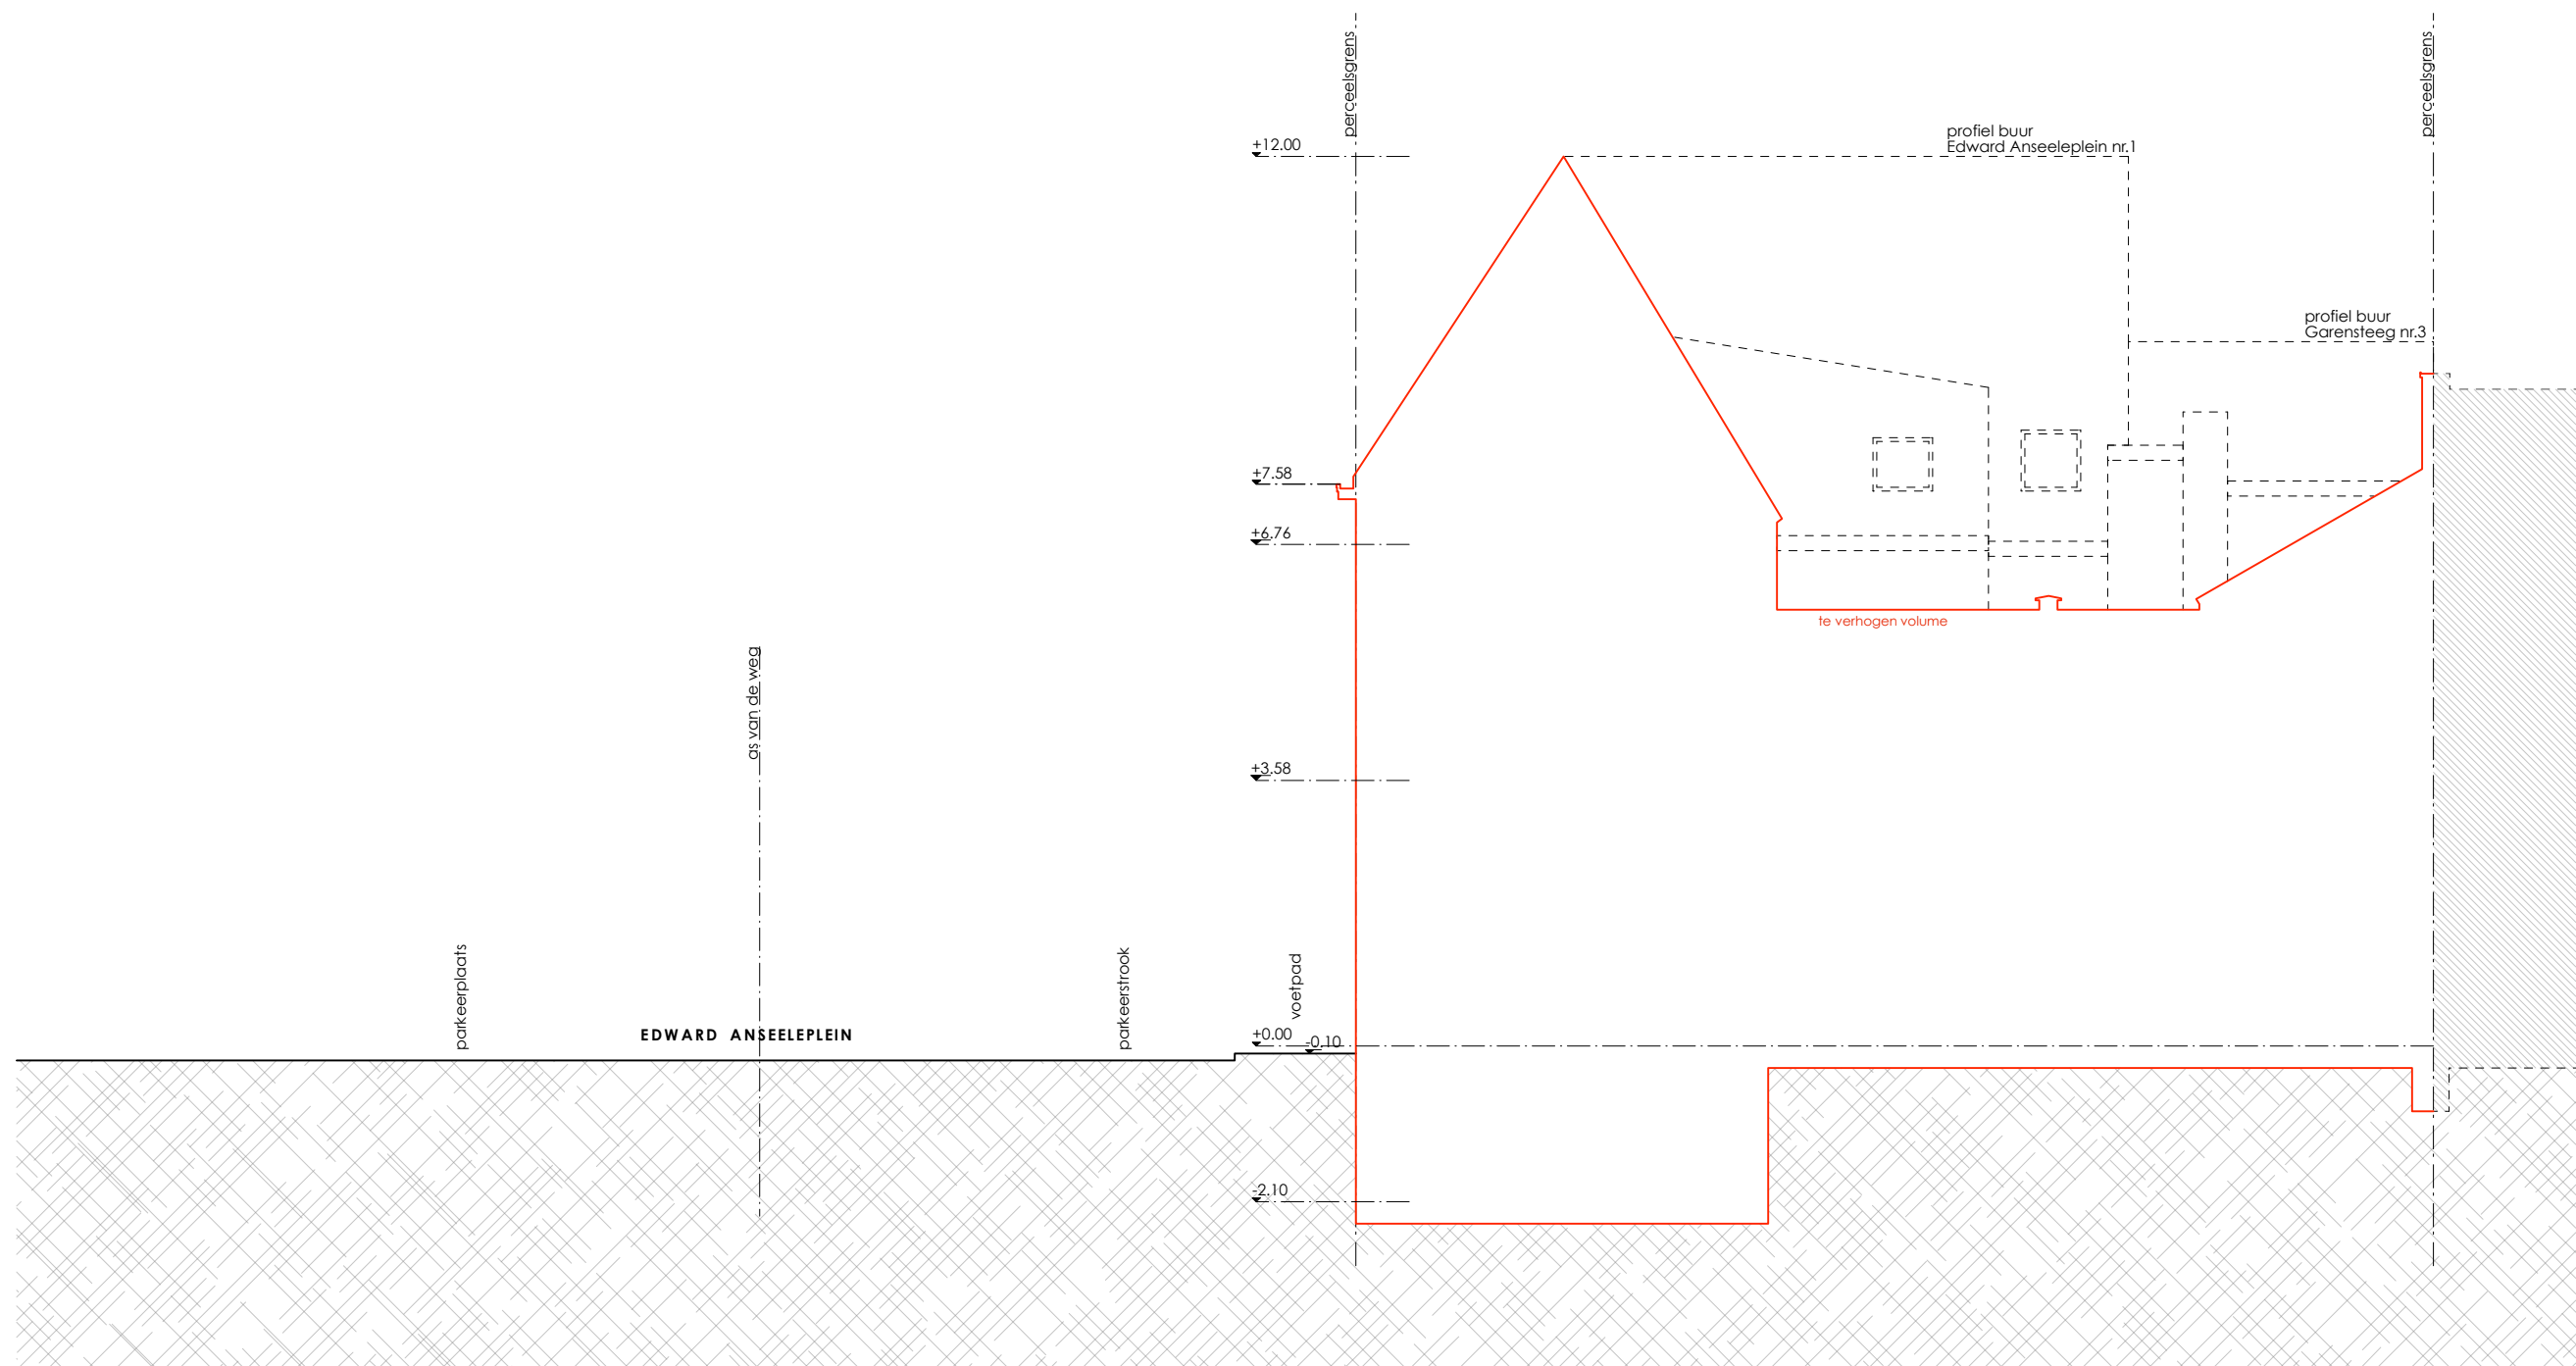 perceelsgrens
perceelsgrens
profiel buur
Edward Anseeleplein nr.1
+12.00
profiel buur
Garensteeg nr.3
+7.58
+6.76
te verhogen volume
as van de weg
+3.58
parkeerplaats
parkeerstrook
voetpad
EDWARD ANSEELEPLEIN
+0.00
-0.10
-2.10